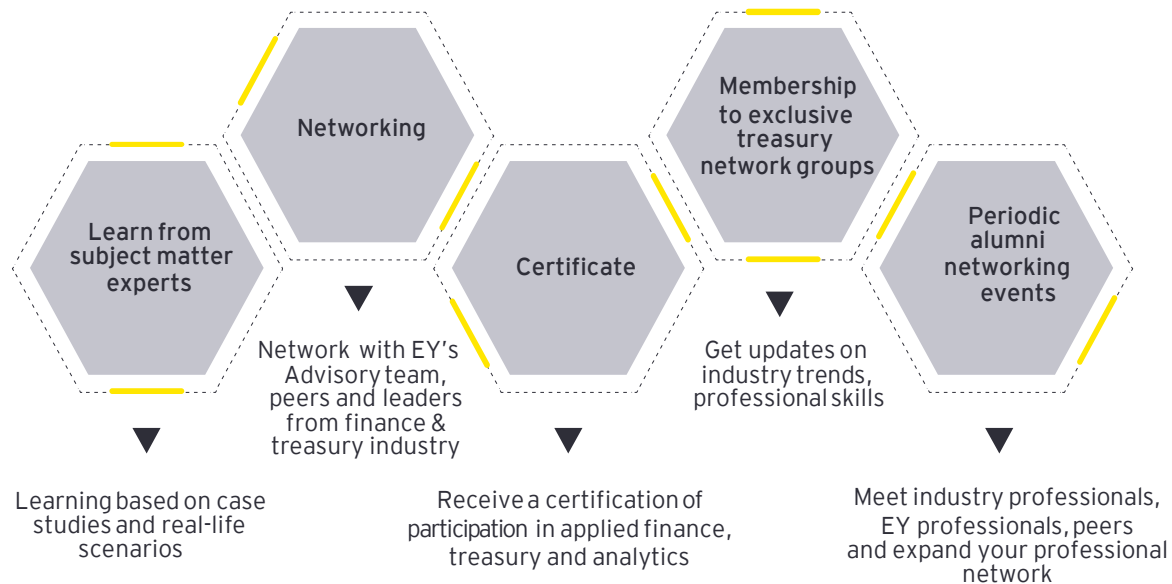 Learn from
subject matter
experts
Learning based on case
studies and real-life
scenarios
Networking
Network with EY’s
Advisory team,
peers and leaders
from finance &
treasury industry
Certificate
Receive a certification of
participation in applied finance,
treasury and analytics
Membership
to exclusive
treasury
network groups
Get updates on
industry trends,
professional skills
Periodic
alumni
networking
events
Meet industry professionals,
EY professionals, peers
and expand your professional
network